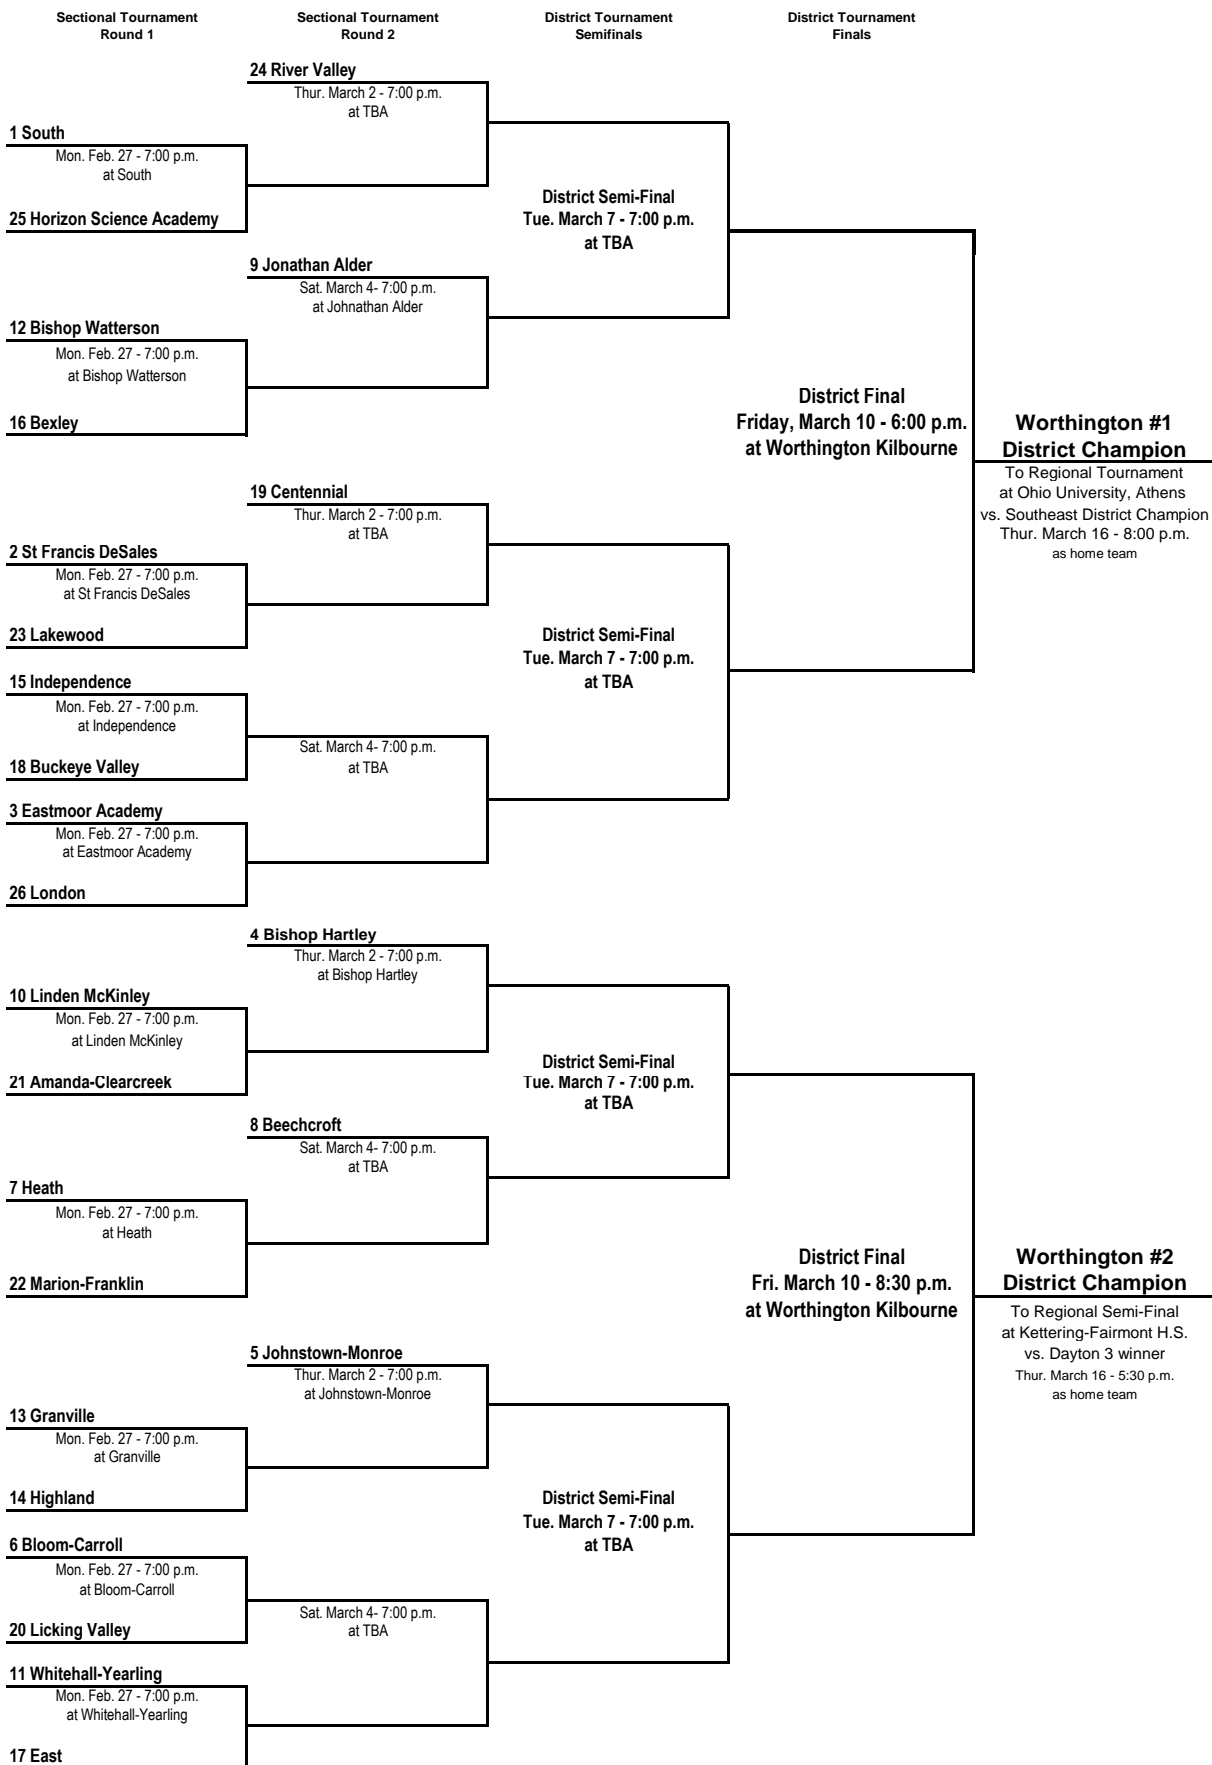 Sectional Tournament
Round 1
Sectional Tournament
Round 2
District Tournament
Semifinals
District Tournament
Finals
24 River Valley
Thur. March 2 - 7:00 p.m.
at TBA
1 South
Mon. Feb. 27 - 7:00 p.m.
at South
25 Horizon Science Academy
District Semi-Final
Tue. March 7 - 7:00 p.m.
at TBA
9 Jonathan Alder
Sat. March 4- 7:00 p.m.
at Johnathan Alder
12 Bishop Watterson
Mon. Feb. 27 - 7:00 p.m.
at Bishop Watterson
16 Bexley
District Final
Friday, March 10 - 6:00 p.m.
at Worthington Kilbourne
Worthington #1
District Champion
To Regional Tournament
at Ohio University, Athens
vs. Southeast District Champion
Thur. March 16 - 8:00 p.m.
as home team
19 Centennial
Thur. March 2 - 7:00 p.m.
at TBA
2 St Francis DeSales
Mon. Feb. 27 - 7:00 p.m.
at St Francis DeSales
23 Lakewood
District Semi-Final
Tue. March 7 - 7:00 p.m.
at TBA
15 Independence
Mon. Feb. 27 - 7:00 p.m.
at Independence
18 Buckeye Valley
Sat. March 4- 7:00 p.m.
at TBA
3 Eastmoor Academy
Mon. Feb. 27 - 7:00 p.m.
at Eastmoor Academy
26 London
4 Bishop Hartley
Thur. March 2 - 7:00 p.m.
at Bishop Hartley
10 Linden McKinley
Mon. Feb. 27 - 7:00 p.m.
at Linden McKinley
21 Amanda-Clearcreek
District Semi-Final
Tue. March 7 - 7:00 p.m.
at TBA
8 Beechcroft
Sat. March 4- 7:00 p.m.
at TBA
7 Heath
Mon. Feb. 27 - 7:00 p.m.
at Heath
22 Marion-Franklin
District Final
Fri. March 10 - 8:30 p.m.
at Worthington Kilbourne
Worthington #2
District Champion
To Regional Semi-Final
at Kettering-Fairmont H.S.
vs. Dayton 3 winner
Thur. March 16 - 5:30 p.m.
as home team
5 Johnstown-Monroe
Thur. March 2 - 7:00 p.m.
at Johnstown-Monroe
13 Granville
Mon. Feb. 27 - 7:00 p.m.
at Granville
14 Highland
District Semi-Final
Tue. March 7 - 7:00 p.m.
at TBA
6 Bloom-Carroll
Mon. Feb. 27 - 7:00 p.m.
at Bloom-Carroll
20 Licking Valley
Sat. March 4- 7:00 p.m.
at TBA
11 Whitehall-Yearling
Mon. Feb. 27 - 7:00 p.m.
at Whitehall-Yearling
17 East